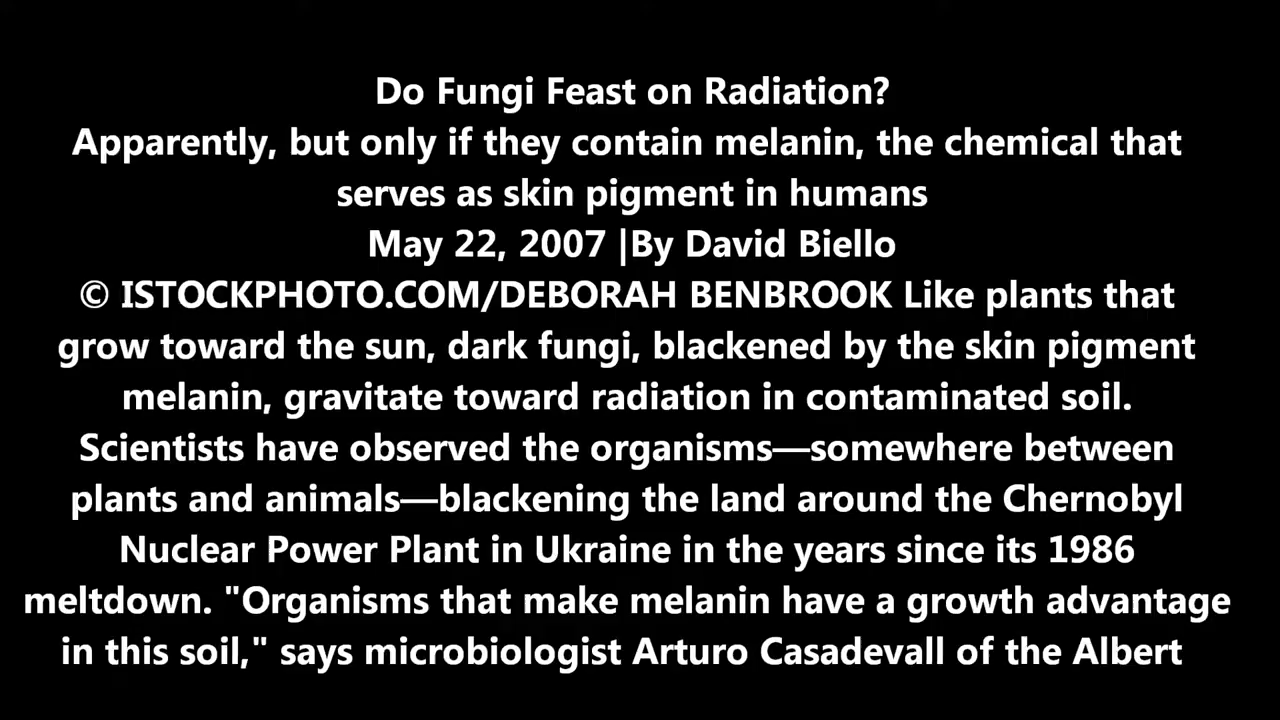 Do Fungi Feast on Radiation?
Apparently, but only if they contain melanin, the chemical that
serves as skin pigment in humans
May 22, 2007 |By David Biello
© ISTOCKPHOTO.COM/DEBORAH BENBROOK Like plants that
grow toward the sun, dark fungi, blackened by the skin pigment
melanin, gravitate toward radiation in contaminated soil.
Scientists have observed the organisms—somewhere between
plants and animals—blackening the land around the Chernobyl
Nuclear Power Plant in Ukraine in the years since its 1986
meltdown. "Organisms that make melanin have a growth advantage
in this soil," says microbiologist Arturo Casadevall of the Albert